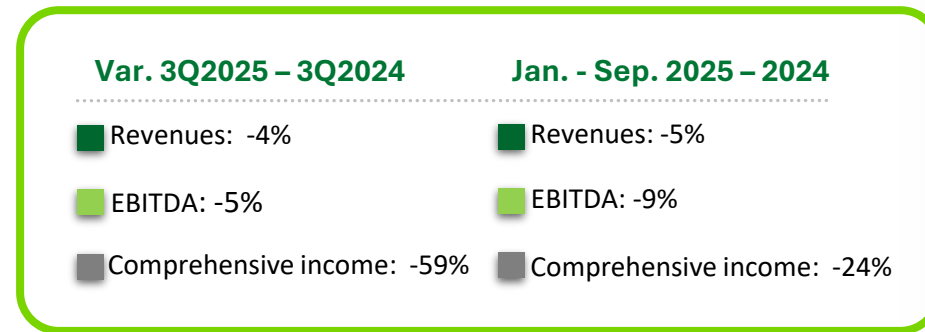 Var. 3Q2025 – 3Q2024
Revenues: -4%
EBITDA: -5%
Comprehensive income: -59%
Jan. - Sep. 2025 – 2024
Revenues: -5%
EBITDA: -9%
Comprehensive income: -24%